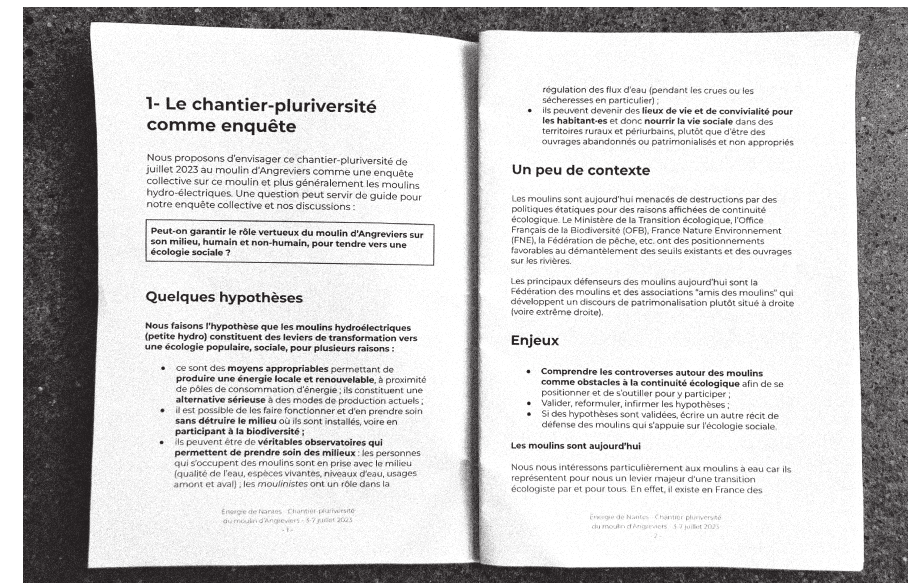 1- Le chantier-pluriversité
comme enquête
Nous proposons d'envisager ce chantier-pluriversité de
juillet 2023 au moulin d'Angreviers comme une enquête
collective sur ce moulin et plus généralement les moulins
hydro-électriques. Une question peut servir de guide pour
notre enquête collective et nos discussions :
Peut-on garantir le rôle vertueux du moulin d'Angreviers sur
son milieu, humain et non-humain, pour tendre vers une
écologie sociale ?
Quelques hypothèses
Nous faisons l'hypothèse que les moulins hydroélectriques
(petite hydro) constituent des leviers de transformation vers
une écologie populaire, sociale, pour plusieurs raisons :
• ce sont des moyens appropriables permettant de
produire une énergie locale et renouvelable, à proximité
de pôles de consommation d'énergie ; ils constituent une
alternative sérieuse à des modes de production actuels ;
• il est possible de les faire fonctionner et d'en prendre soin
sans détruire le milieu où ils sont installés, voire en
participant à la biodiversité ;
• ils peuvent être de véritables observatoires qui
permettent de prendre soin des milieux : les personnes
qui s'occupent des moulins sont en prise avec le milieu
(qualité de l'eau, espèces vivantes, niveaux d'eau, usages
amont et aval) ; les moulinistes ont un rôle dans la
Énergie de Nantes - Chantier-pluriversité
du moulin d'Angreviers - 3-7 juillet 2023
- 1 -
régulation des flux d'eau (pendant les crues ou les
sécheresses en particulier) ;
• ils peuvent devenir des lieux de vie et de convivialité pour
les habitant·es et donc nourrir la vie sociale dans des
territoires ruraux et périurbains, plutôt que d'être des
ouvrages abandonnés ou patrimonialisés et non appropriés
Un peu de contexte
Les moulins sont aujourd'hui menacés de destructions par des
politiques étatiques pour des raisons affichées de continuité
écologique. Le Ministère de la Transition écologique, l'Office
Français de la Biodiversité (OFB), France Nature Environnement
(FNE), la Fédération de pêche, etc. ont des positionnements
favorables au démantèlement des seuils existants et des ouvrages
sur les rivières.
Les principaux défenseurs des moulins aujourd'hui sont la
Fédération des moulins et des associations "amis des moulins" qui
développent un discours de patrimonalisation plutôt situé à droite
(voire extrême droite).
Enjeux
• Comprendre les controverses autour des moulins
comme obstacles à la continuité écologique afin de se
positionner et de s'outiller pour y participer ;
• Valider, reformuler, infirmer les hypothèses ;
• Si des hypothèses sont validées, écrire un autre récit de
défense des moulins qui s'appuie sur l'écologie sociale.
Les moulins sont aujourd'hui
Nous nous intéressons particulièrement aux moulins à eau car ils
représentent pour nous un levier majeur d'une transition
écologiste par et pour tous. En effet, il existe en France des
Énergie de Nantes - Chantier-pluriversité
du moulin d'Angreviers - 3-7 juillet 2023
- 2 -